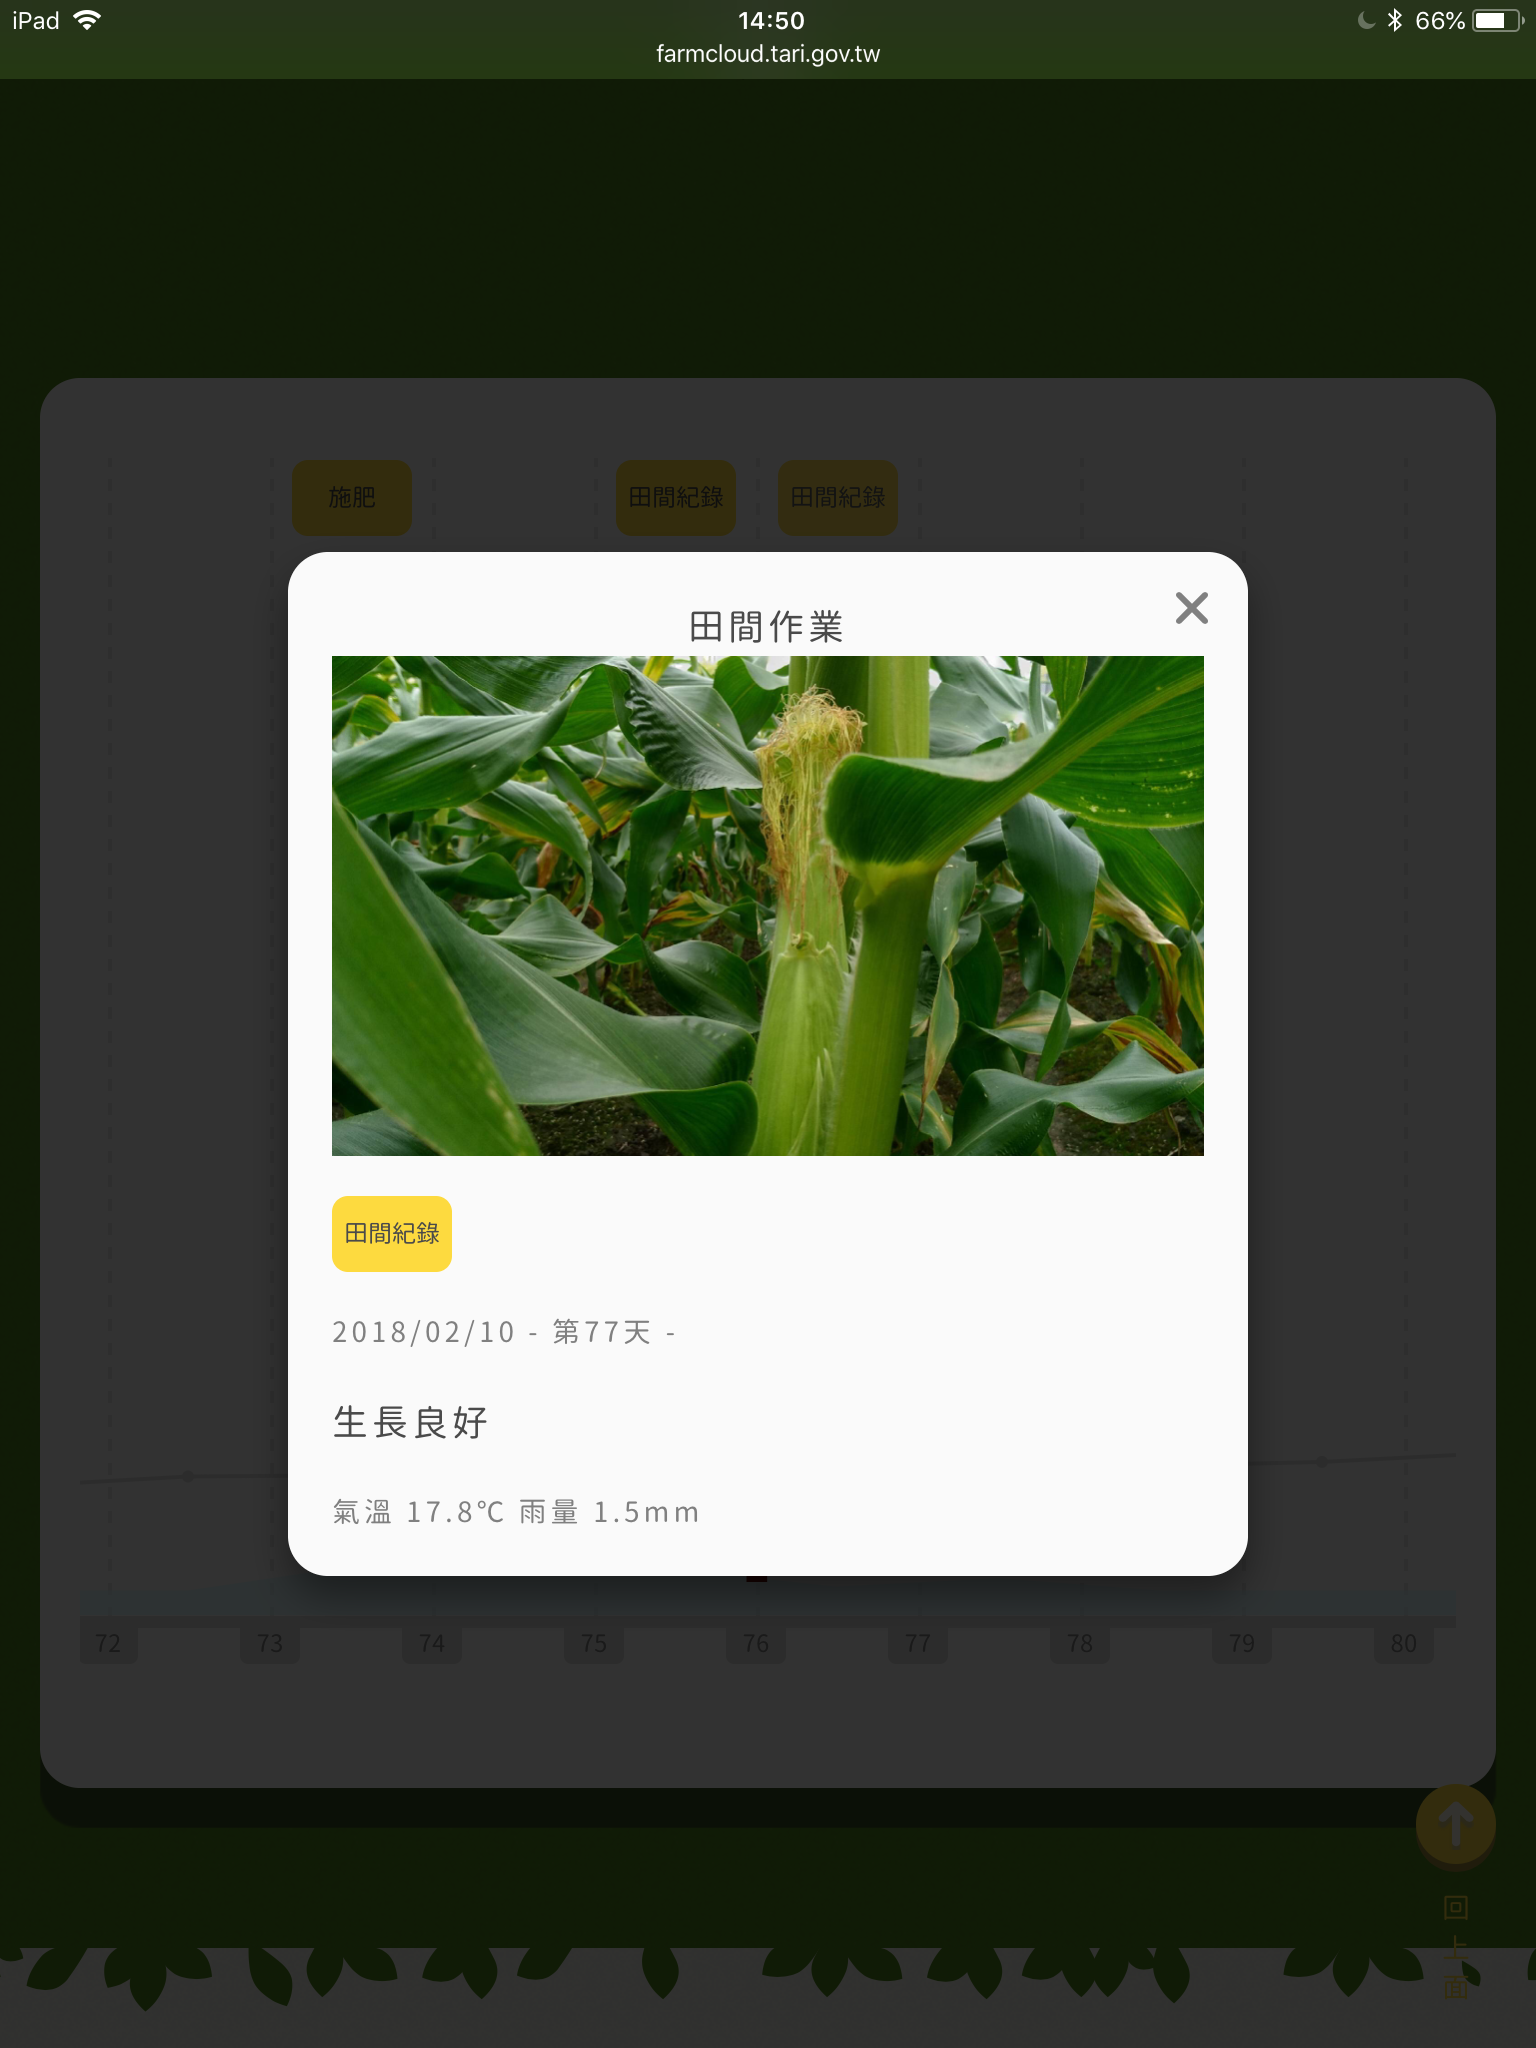 iPad 14:50 66%
farmcloud.tari.gov.tw
施肥 田間紀錄 田間紀錄
田間作業
田間紀錄
2018/02/10 - 第77天 -
生長良好
氣溫 17.8°C 雨量 1.5mm
72 73 74 75 76 77 78 79 80
回
上
面